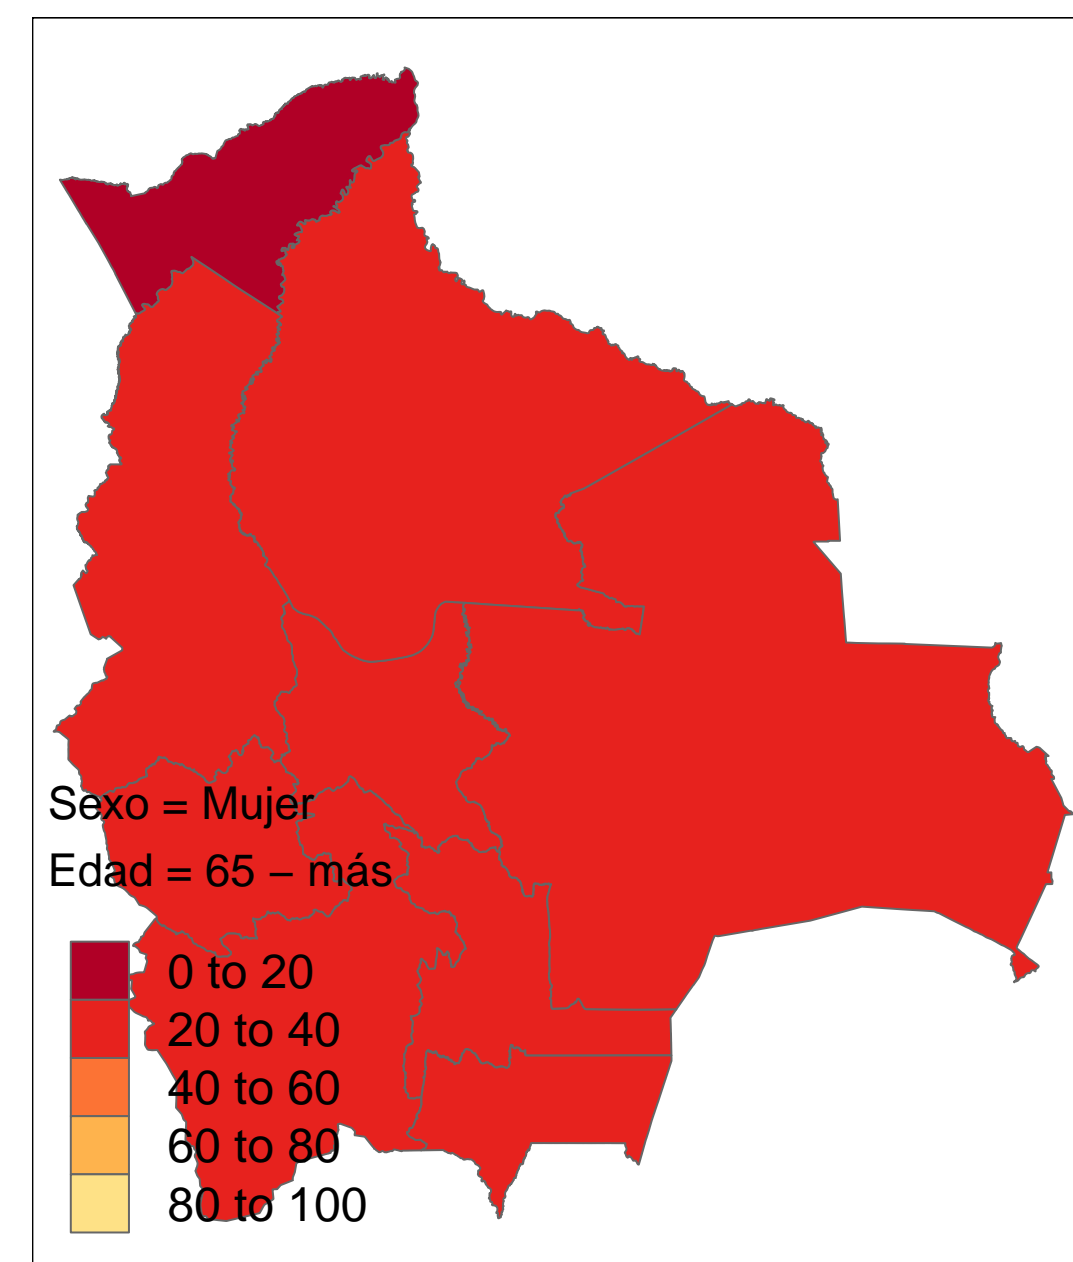 Sexo = Mujer
Edad = 65 – más
0 to 20
20 to 40
40 to 60
60 to 80
80 to 100